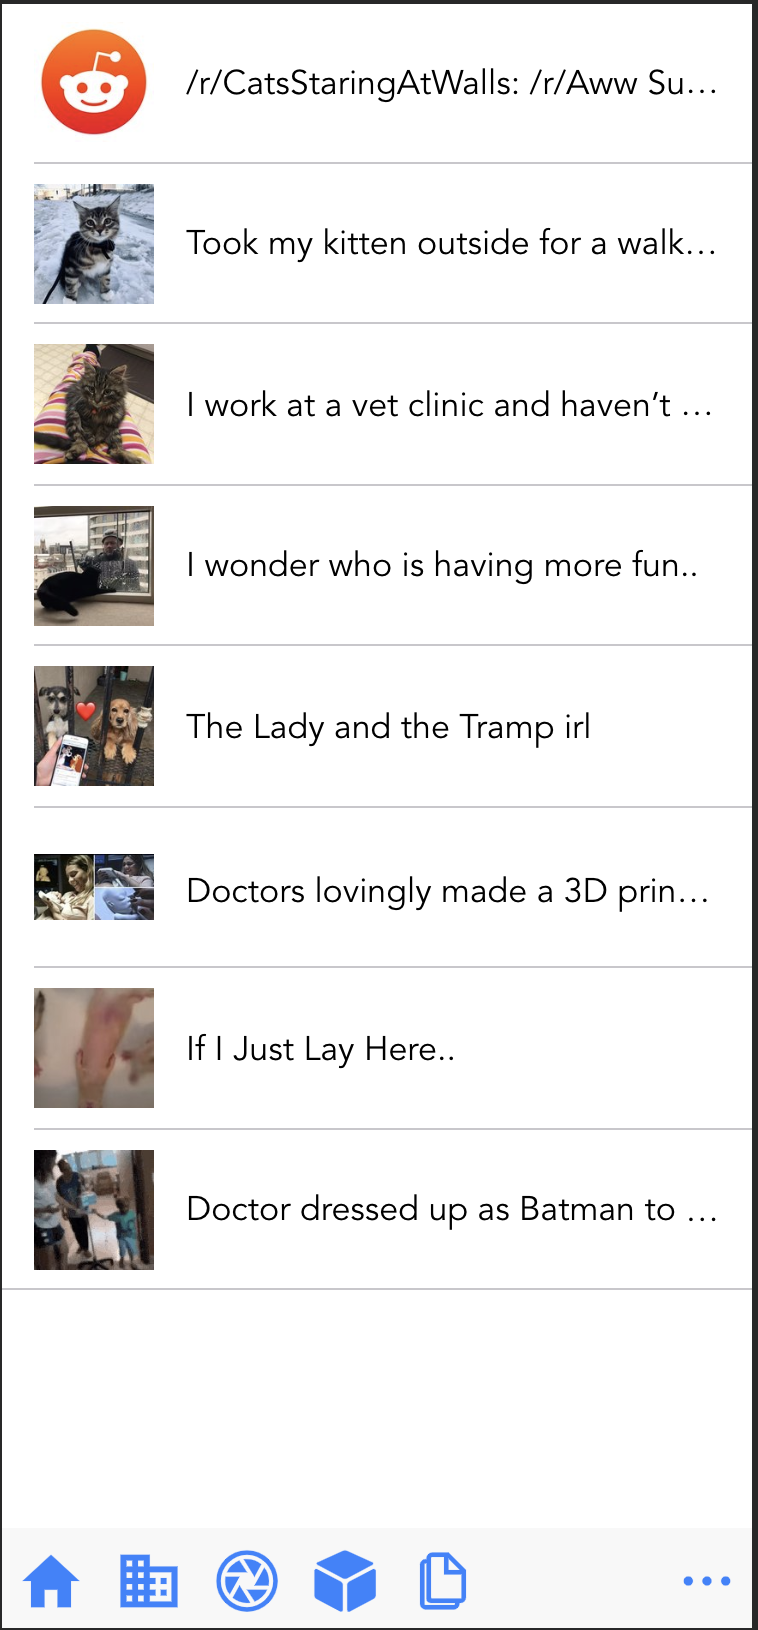 /r/CatsStaringAtWalls: /r/Aww Su...
Took my kitten outside for a walk...
I work at a vet clinic and haven’t ...
I wonder who is having more fun..
The Lady and the Tramp irl
Doctors lovingly made a 3D prin...
If I Just Lay Here..
Doctor dressed up as Batman to ...